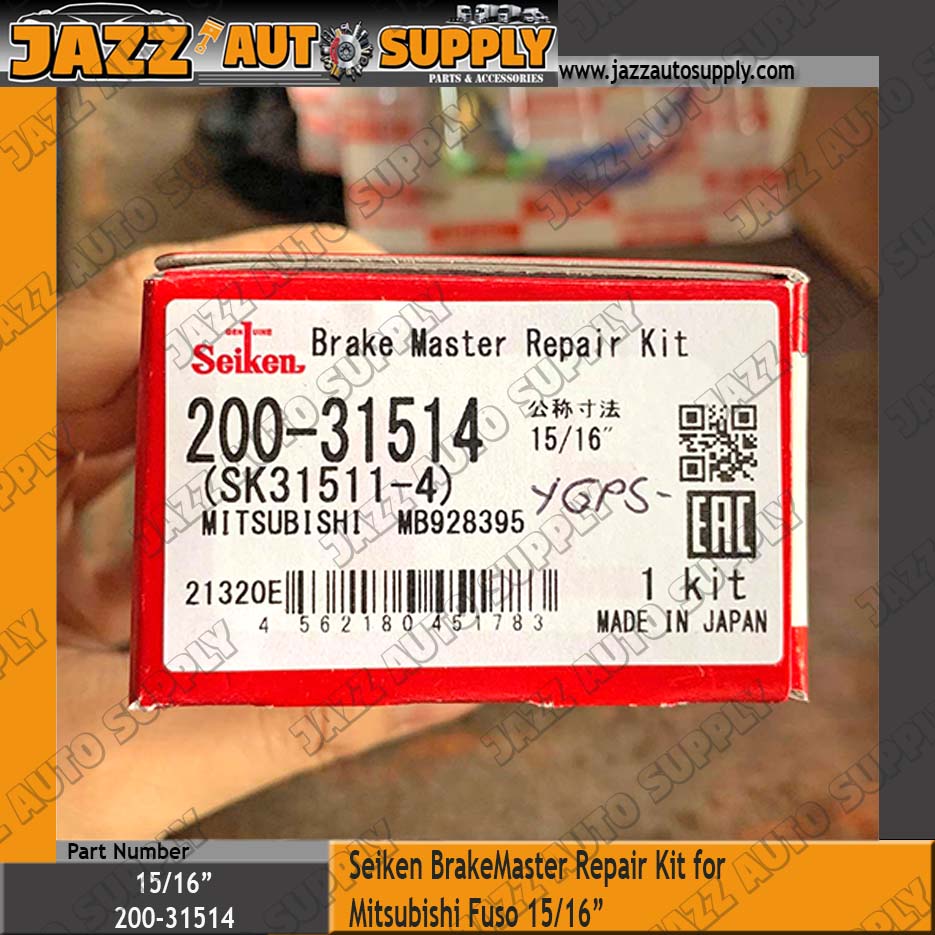 JAZZ AUTO SUPPLY
PARTS & ACCESSORIES
www.jazzautosupply.com
GENUINE
Seiken
Brake Master Repair Kit
200-31514
公称寸法
15/16"
(SK31511-4)
YGPS-
MITSUBISHI MB928395
EAC
21320E
1 kit
4 562180 451783
MADE IN JAPAN
Part Number
15/16”
200-31514
Seiken BrakeMaster Repair Kit for
Mitsubishi Fuso 15/16”